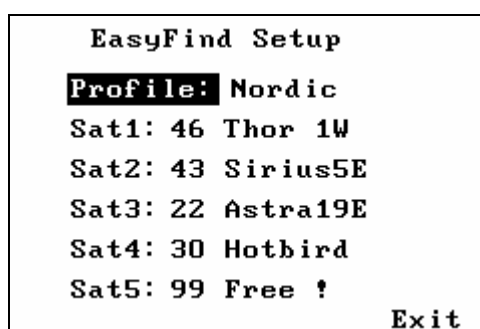 EasyFind Setup
Profile: Nordic
Sat1: 46 Thor 1W
Sat2: 43 Sirius5E
Sat3: 22 Astra19E
Sat4: 30 Hotbird
Sat5: 99 Free !
Exit